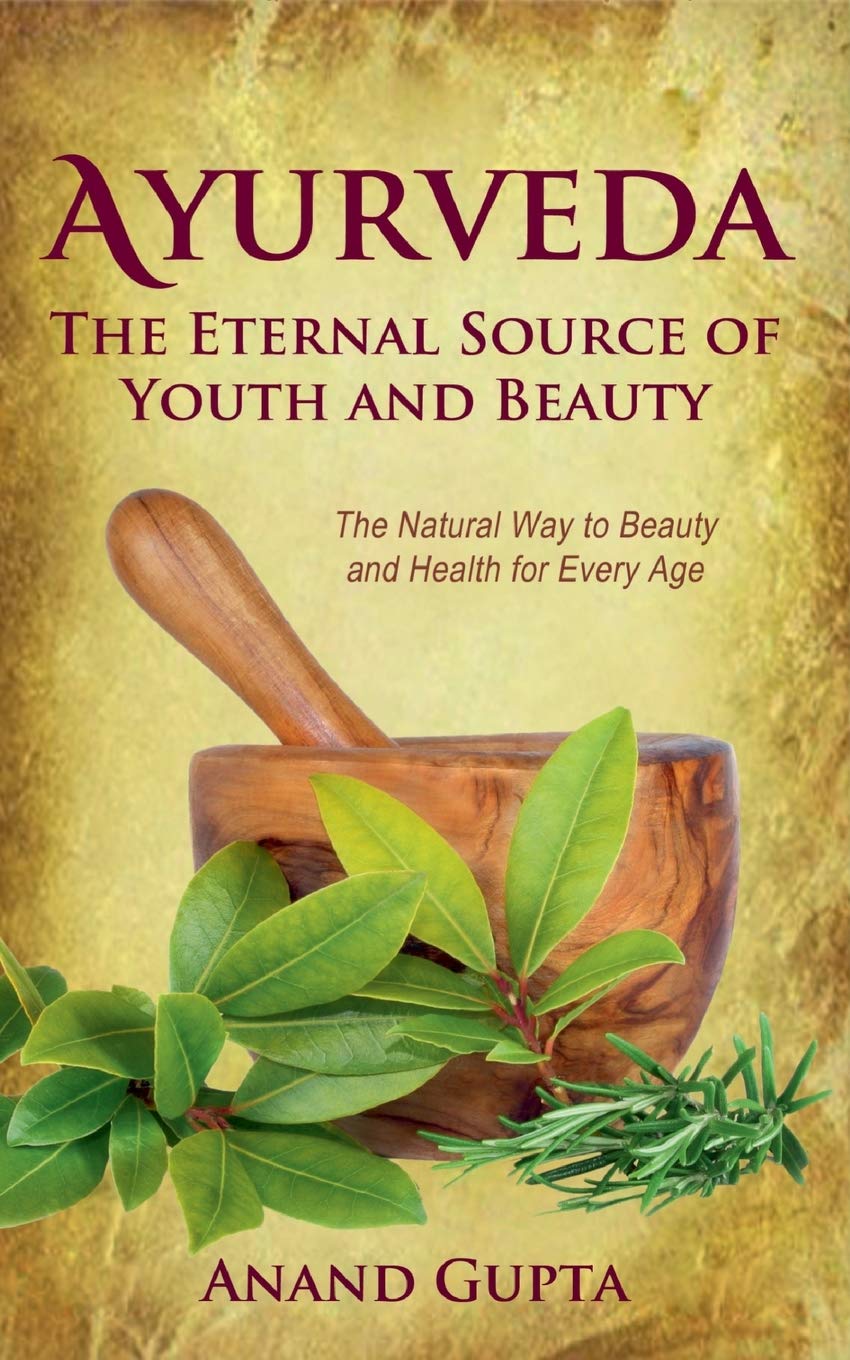 AYURVEDA
THE ETERNAL SOURCE OF
YOUTH AND BEAUTY
The Natural Way to Beauty
and Health for Every Age
ANAND GUPTA